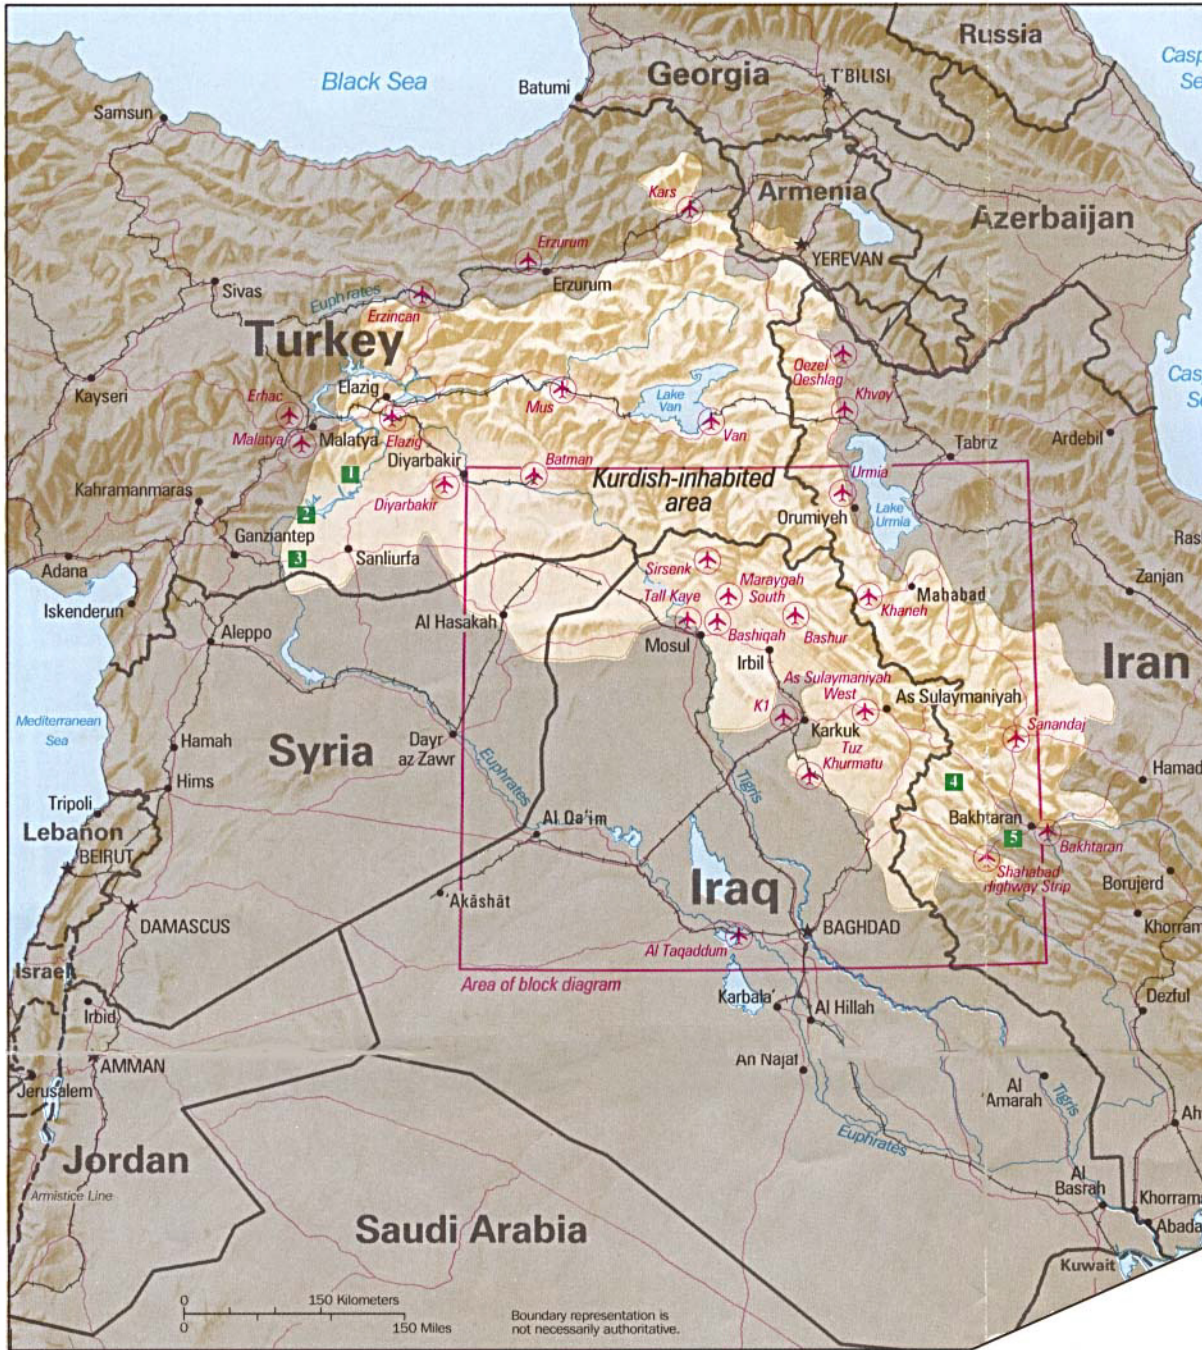 Russia
Casp
Se
Georgia
T'BILISI
Black Sea
Batumi
Samsun
Kars
Armenia
Azerbaijan
YEREVAN
Erzurum
Erzurum
Sivas
Euphrates
Erzincan
Turkey
Cas
S
Kayseri
Elazig
Erhac
Malatya
Malatya
Elazig
Mus
Lake
Van
Van
Qezel
Qeshlag
Khvoy
Tabriz
Ardebil
Diyarbakir
Batman
Kurdish-inhabited
area
Urmia
Kahramanmaras
1
Diyarbakir
2
Orumiyeh
Lake
Urmia
Ganziantep
3
Sanliurfa
Ras
Adana
Sirsenk
Maraygah
South
Zanjan
Iskenderun
Tall Kaye
Khaneh
Mahabad
Aleppo
Al Hasakah
Mosul
Bashiqah
Bashur
Irbil
Iran
As Sulaymaniyah
West
As Sulaymaniyah
K1
Karkuk
Sanandaj
Mediterranean
Sea
Hamah
Syria
Dayr
az Zawr
Tuz
Khurmatu
Hims
Euphrates
Tigris
4
Hamad
Tripoli
Lebanon
BEIRUT
Al Qa'im
Bakhtaran
5
Bakhtaran
Shahabad
Highway Strip
Borujerd
'Akāshāt
Iraq
DAMASCUS
BAGHDAD
Khorram
Al Taqaddum
Israel
Area of block diagram
Irbid
Karbala'
Al Hillah
Dezful
AMMAN
An Najaf
Jerusalem
Al
'Amarah
Tigris
Ah
Euphrates
Jordan
Armistice Line
Al
Basrah
Khorrama
Abada
Saudi Arabia
Kuwait
0 150 Kilometers
0 150 Miles
Boundary representation is
not necessarily authoritative.